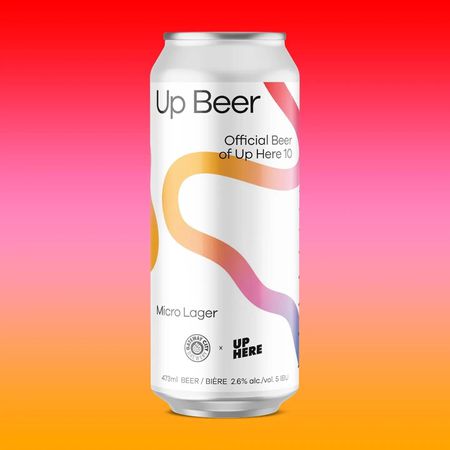 Up Beer
Official Beer
of Up Here 10
Micro Lager
x
UP
HERE
473ml BEER / BIÈRE 2.6% alc./vol. 5 IBU